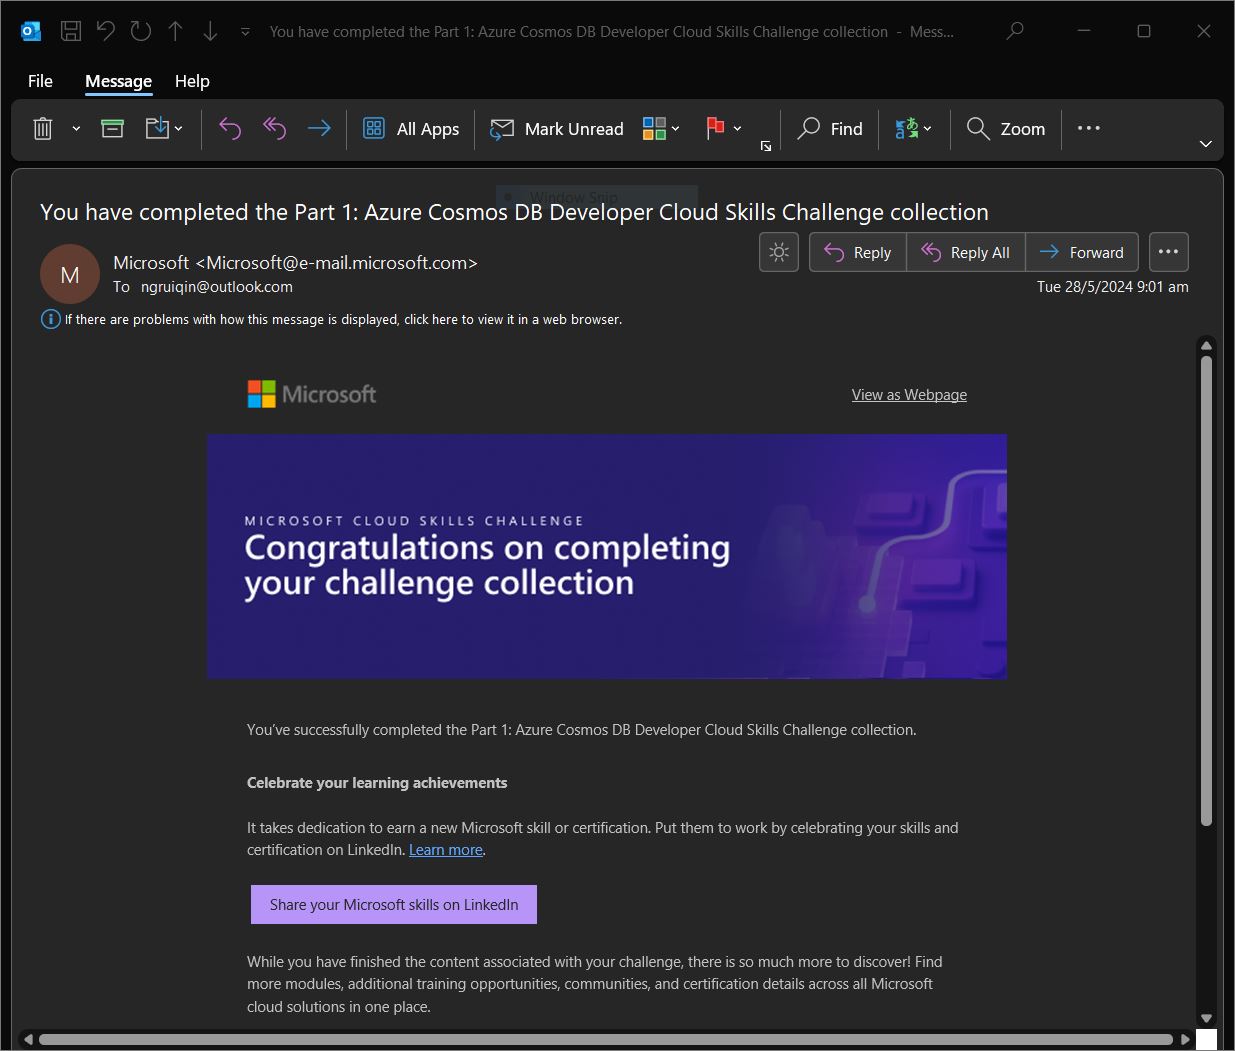 You have completed the Part 1: Azure Cosmos DB Developer Cloud Skills Challenge collection - Mess...
File Message Help
All Apps Mark Unread Find Zoom
Window Snip
You have completed the Part 1: Azure Cosmos DB Developer Cloud Skills Challenge collection
M
Microsoft <Microsoft@e-mail.microsoft.com>
To ngruiqin@outlook.com
Reply Reply All Forward
Tue 28/5/2024 9:01 am
If there are problems with how this message is displayed, click here to view it in a web browser.
Microsoft
View as Webpage
MICROSOFT CLOUD SKILLS CHALLENGE
Congratulations on completing
your challenge collection
You've successfully completed the Part 1: Azure Cosmos DB Developer Cloud Skills Challenge collection.
Celebrate your learning achievements
It takes dedication to earn a new Microsoft skill or certification. Put them to work by celebrating your skills and
certification on LinkedIn. Learn more.
Share your Microsoft skills on LinkedIn
While you have finished the content associated with your challenge, there is so much more to discover! Find
more modules, additional training opportunities, communities, and certification details across all Microsoft
cloud solutions in one place.